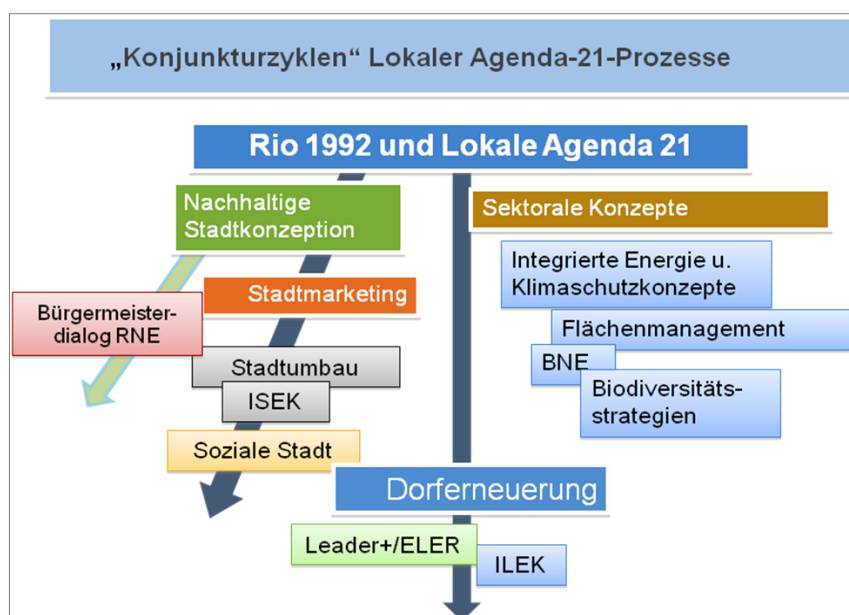 „Konjunkturzyklen“ Lokaler Agenda-21-Prozesse
Rio 1992 und Lokale Agenda 21
Nachhaltige
Stadtkonzeption
Sektorale Konzepte
Integrierte Energie u.
Klimaschutzkonzepte
Stadtmarketing
Bürgermeister-
dialog RNE
Flächenmanagement
Stadtumbau
BNE
ISEK
Biodiversitäts-
strategien
Soziale Stadt
Dorferneuerung
Leader+/ELER
ILEK